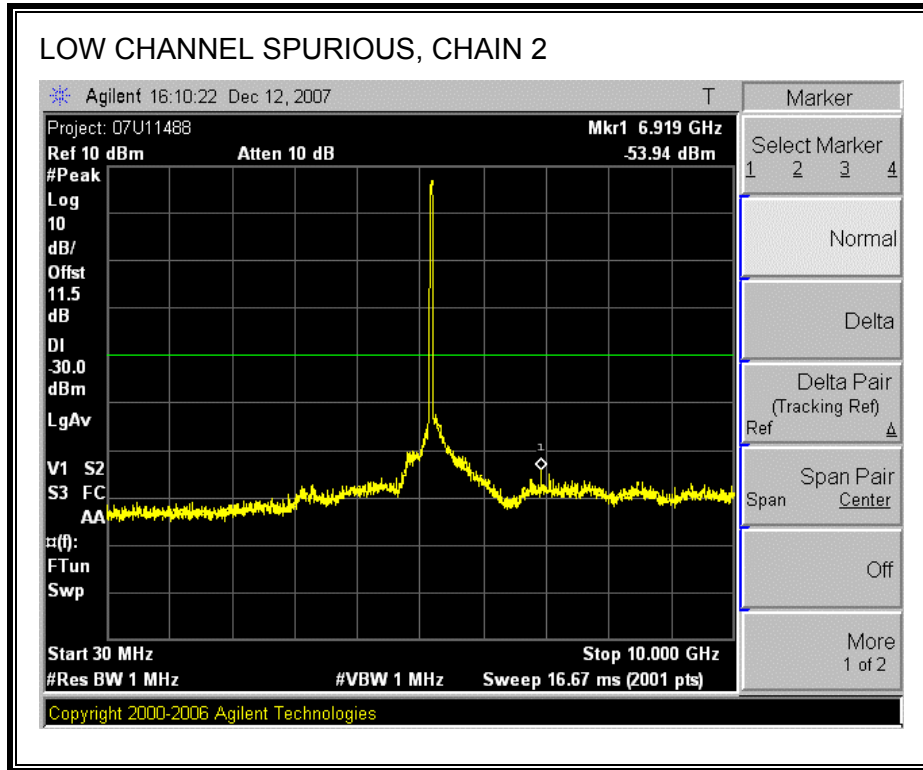 LOW CHANNEL SPURIOUS, CHAIN 2
Agilent 16:10:22 Dec 12, 2007 T
Project: 07U11488 Mkr1 6.919 GHz
Ref 10 dBm Atten 10 dB -53.94 dBm
#Peak
Log
10
dB/
Offst
11.5
dB
DI
-30.0
dBm
LgAv
V1 S2
S3 FC
AA
¤(f):
FTun
Swp
1
Start 30 MHz Stop 10.000 GHz
#Res BW 1 MHz #VBW 1 MHz Sweep 16.67 ms (2001 pts)
Copyright 2000-2006 Agilent Technologies
Marker
Select Marker
1 2 3 4
Normal
Delta
Delta Pair
(Tracking Ref)
Ref Δ
Span Pair
Span Center
Off
More
1 of 2